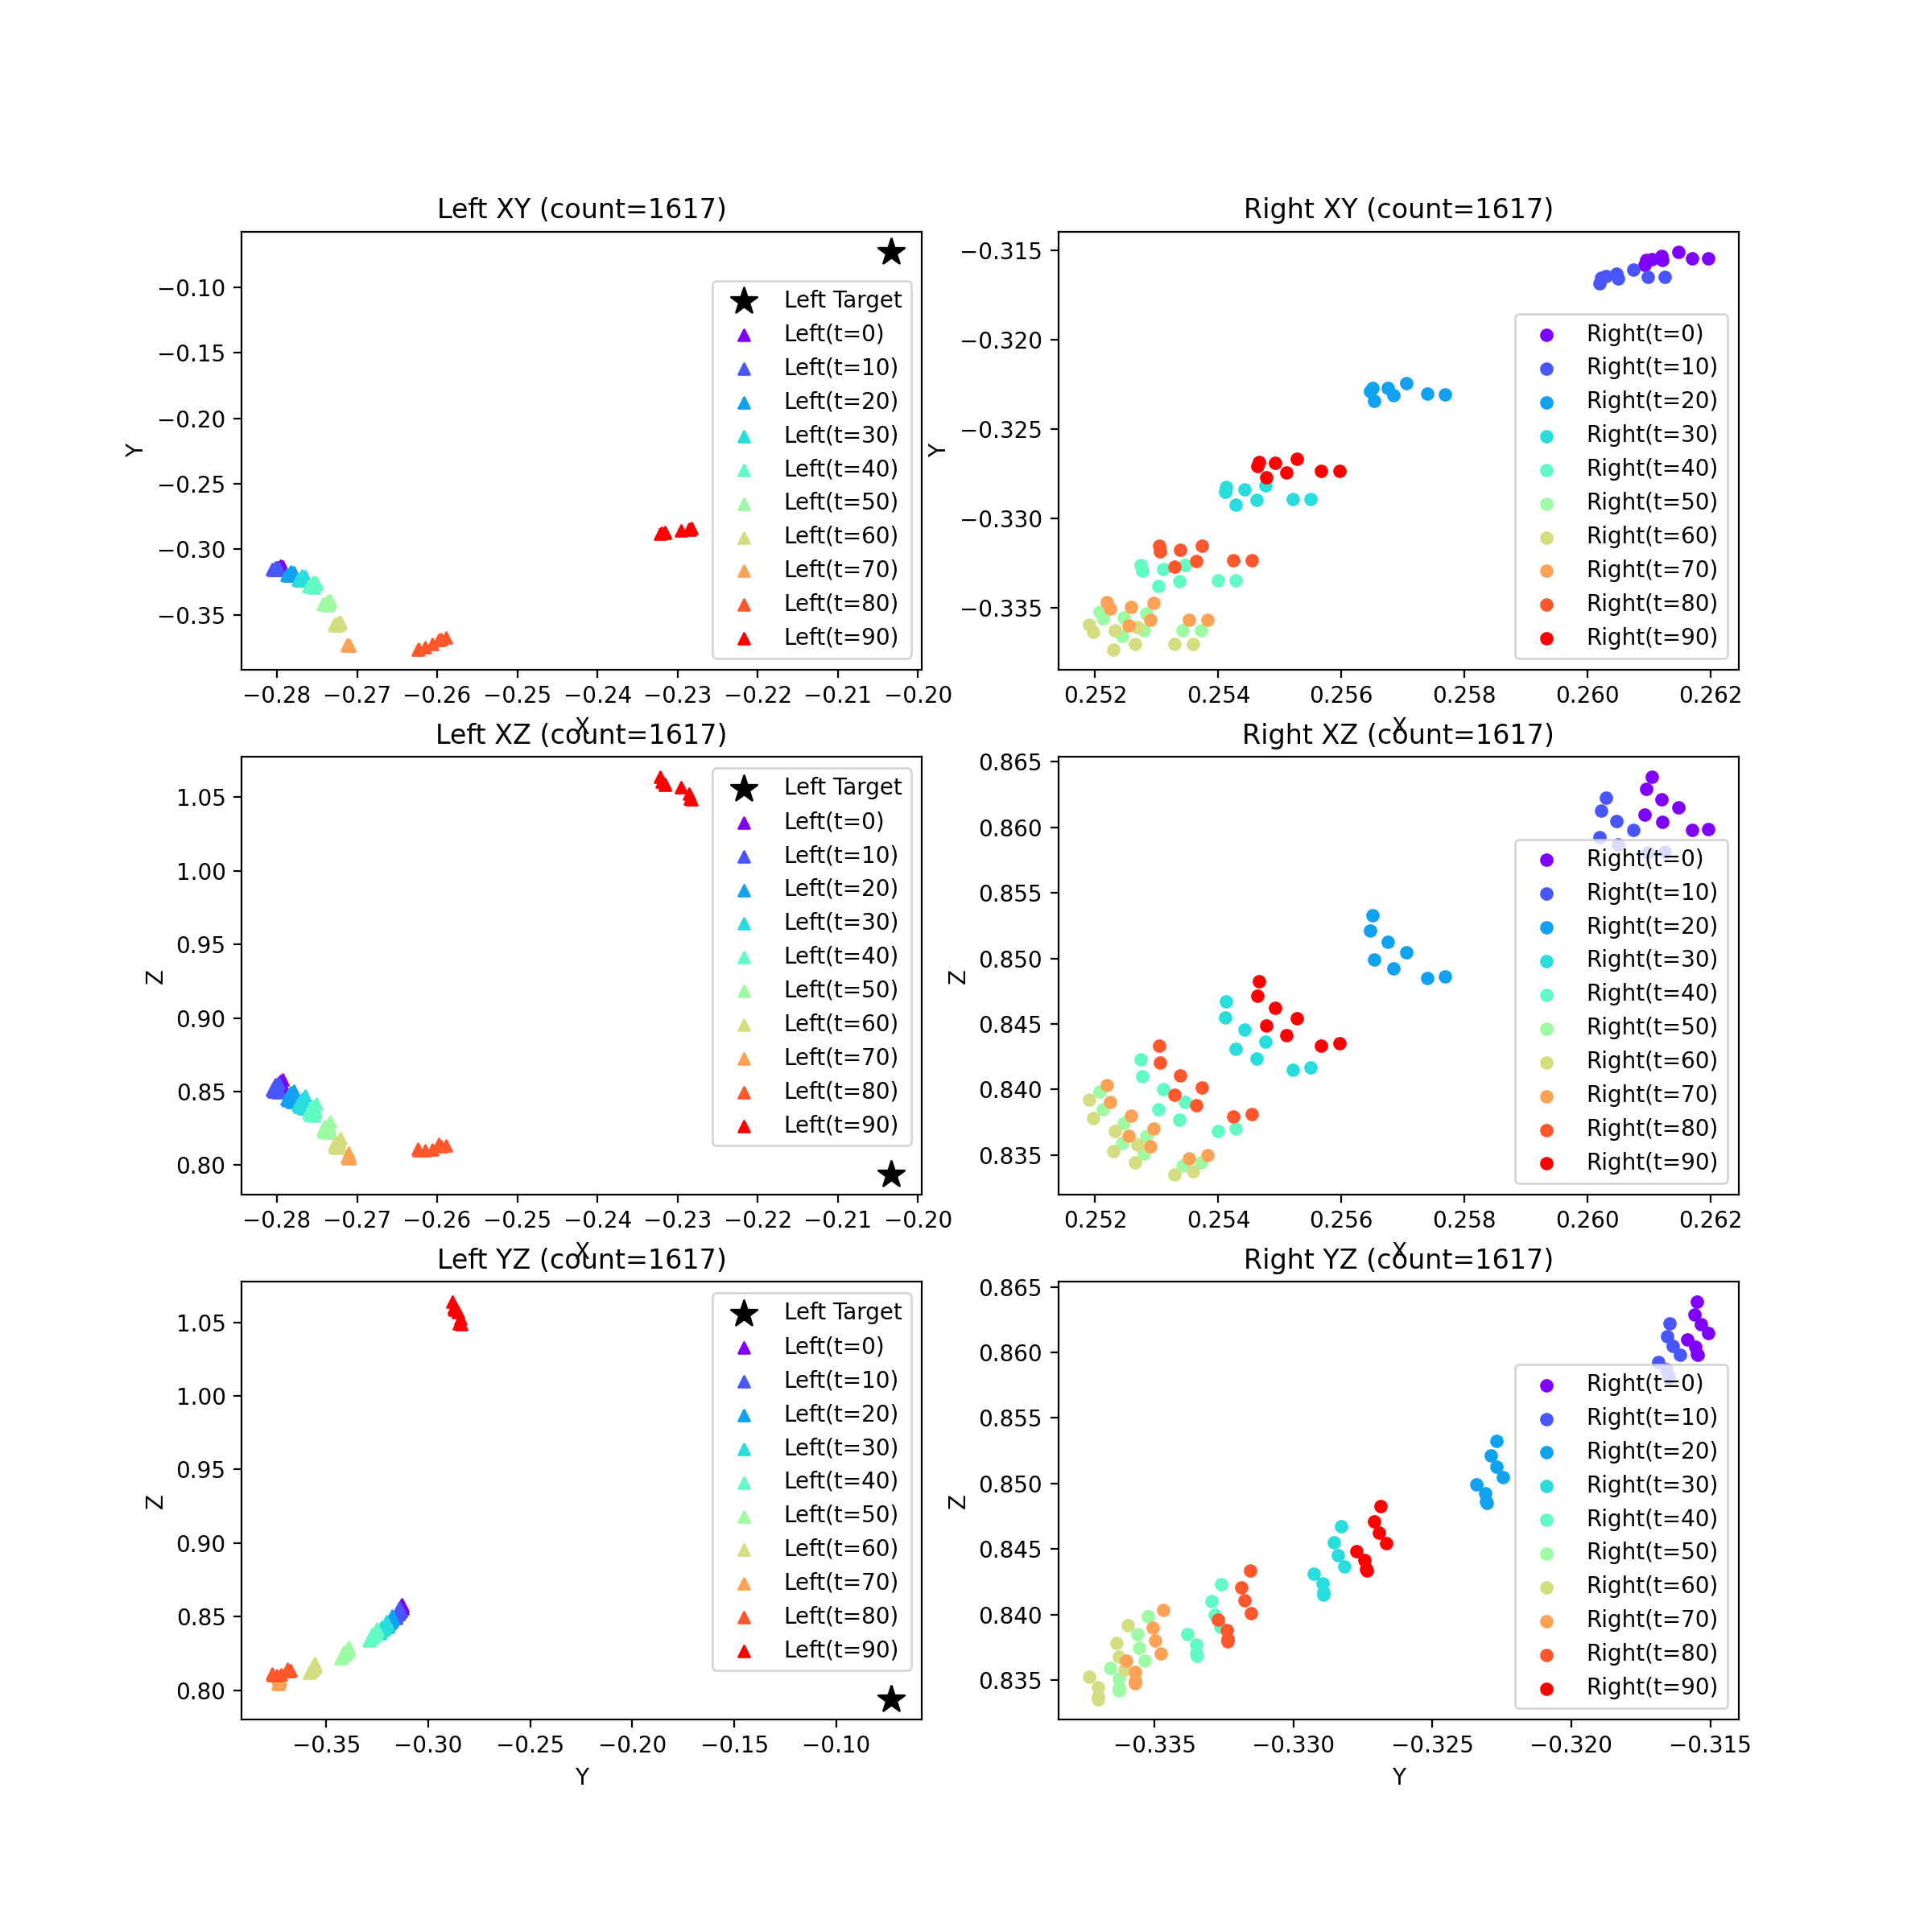 Left XY (count=1617)
Y
−0.10
−0.15
−0.20
−0.25
−0.30
−0.35
Left Target
Left(t=0)
Left(t=10)
Left(t=20)
Left(t=30)
Left(t=40)
Left(t=50)
Left(t=60)
Left(t=70)
Left(t=80)
Left(t=90)
−0.28 −0.27 −0.26 −0.25 −0.24 −0.23 −0.22 −0.21 −0.20
X
Right XY (count=1617)
Y
−0.315
−0.320
−0.325
−0.330
−0.335
Right(t=0)
Right(t=10)
Right(t=20)
Right(t=30)
Right(t=40)
Right(t=50)
Right(t=60)
Right(t=70)
Right(t=80)
Right(t=90)
0.252 0.254 0.256 0.258 0.260 0.262
X
Left XZ (count=1617)
Z
1.05
1.00
0.95
0.90
0.85
0.80
Left Target
Left(t=0)
Left(t=10)
Left(t=20)
Left(t=30)
Left(t=40)
Left(t=50)
Left(t=60)
Left(t=70)
Left(t=80)
Left(t=90)
−0.28 −0.27 −0.26 −0.25 −0.24 −0.23 −0.22 −0.21 −0.20
X
Right XZ (count=1617)
Z
0.865
0.860
0.855
0.850
0.845
0.840
0.835
Right(t=0)
Right(t=10)
Right(t=20)
Right(t=30)
Right(t=40)
Right(t=50)
Right(t=60)
Right(t=70)
Right(t=80)
Right(t=90)
0.252 0.254 0.256 0.258 0.260 0.262
X
Left YZ (count=1617)
Z
1.05
1.00
0.95
0.90
0.85
0.80
Left Target
Left(t=0)
Left(t=10)
Left(t=20)
Left(t=30)
Left(t=40)
Left(t=50)
Left(t=60)
Left(t=70)
Left(t=80)
Left(t=90)
−0.35 −0.30 −0.25 −0.20 −0.15 −0.10
Y
Right YZ (count=1617)
Z
0.865
0.860
0.855
0.850
0.845
0.840
0.835
Right(t=0)
Right(t=10)
Right(t=20)
Right(t=30)
Right(t=40)
Right(t=50)
Right(t=60)
Right(t=70)
Right(t=80)
Right(t=90)
−0.335 −0.330 −0.325 −0.320 −0.315
Y